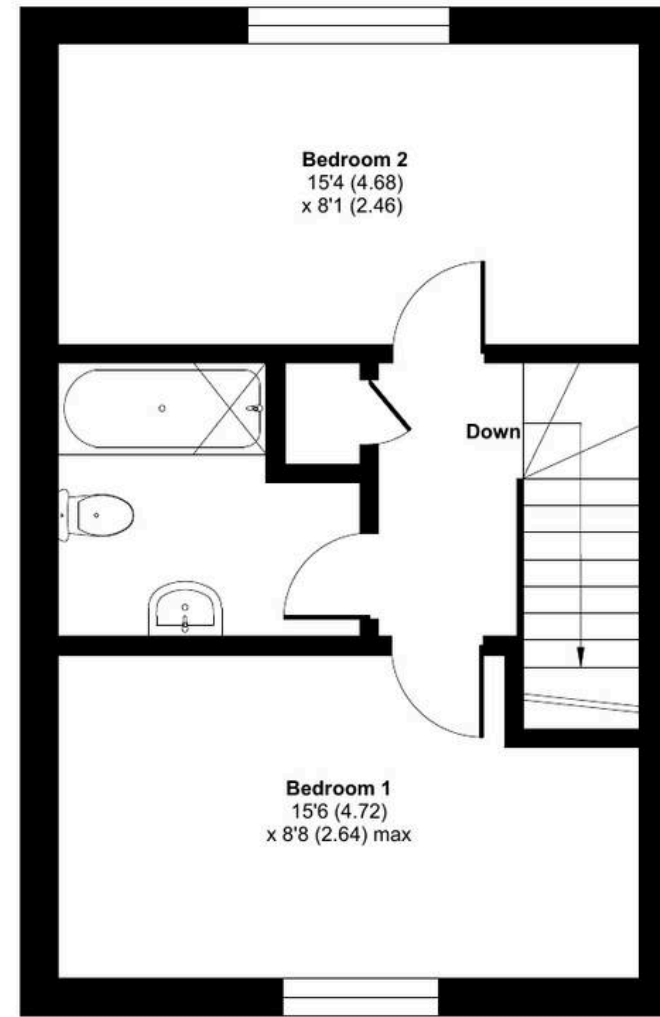 Bedroom 2
15'4 (4.68)
x 8'1 (2.46)
Down
Bedroom 1
15'6 (4.72)
x 8'8 (2.64) max